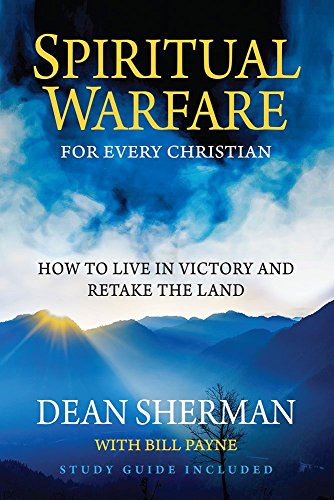 SPIRITUAL
WARFARE
FOR EVERY CHRISTIAN
HOW TO LIVE IN VICTORY AND
RETAKE THE LAND
DEAN SHERMAN
WITH BILL PAYNE
STUDY GUIDE INCLUDED